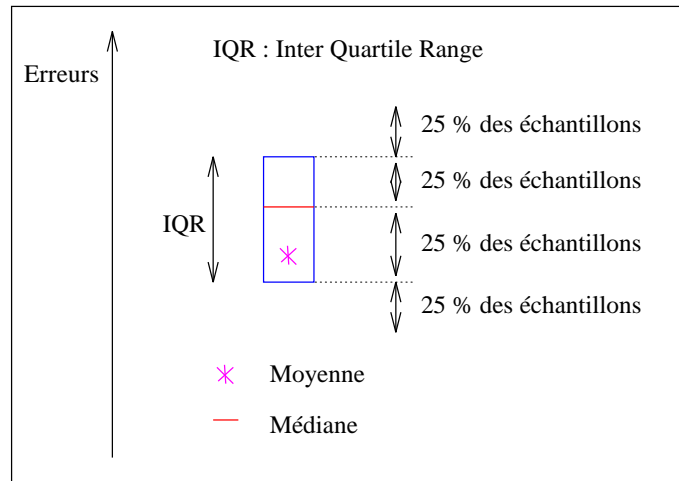 IQR : Inter Quartile Range
Erreurs
25 % des échantillons
25 % des échantillons
IQR
25 % des échantillons
25 % des échantillons
Moyenne
Médiane